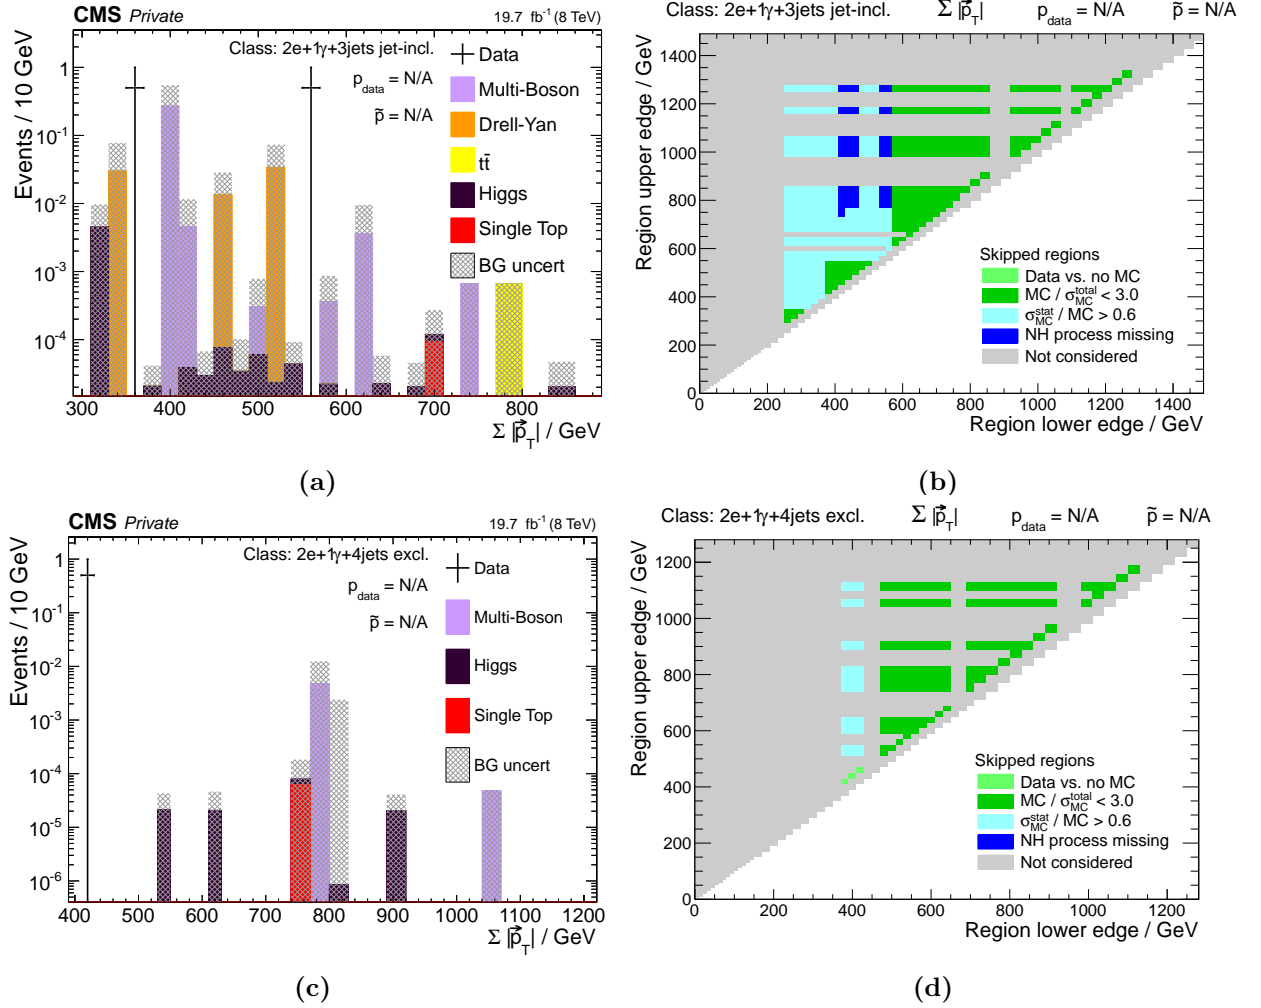 CMS Private 19.7 fb⁻¹ (8 TeV)
Class: 2e+1γ+3jets jet-incl.
p_data = N/A
p̃ = N/A
Data
Multi-Boson
Drell-Yan
tt̄
Higgs
Single Top
BG uncert
Events / 10 GeV
1
10⁻¹
10⁻²
10⁻³
10⁻⁴
300 400 500 600 700 800
Σ |p⃗_T| / GeV
(a)
Class: 2e+1γ+3jets jet-incl. Σ |p⃗_T| p_data = N/A p̃ = N/A
Region upper edge / GeV
1400
1200
1000
800
600
400
200
0
Skipped regions
Data vs. no MC
MC / σ_MC^total < 3.0
σ_MC^stat / MC > 0.6
NH process missing
Not considered
0 200 400 600 800 1000 1200 1400
Region lower edge / GeV
(b)
CMS Private 19.7 fb⁻¹ (8 TeV)
Class: 2e+1γ+4jets excl.
p_data = N/A
p̃ = N/A
Data
Multi-Boson
Higgs
Single Top
BG uncert
Events / 10 GeV
1
10⁻¹
10⁻²
10⁻³
10⁻⁴
10⁻⁵
10⁻⁶
400 500 600 700 800 900 1000 1100 1200
Σ |p⃗_T| / GeV
(c)
Class: 2e+1γ+4jets excl. Σ |p⃗_T| p_data = N/A p̃ = N/A
Region upper edge / GeV
1200
1000
800
600
400
200
0
Skipped regions
Data vs. no MC
MC / σ_MC^total < 3.0
σ_MC^stat / MC > 0.6
NH process missing
Not considered
0 200 400 600 800 1000 1200
Region lower edge / GeV
(d)